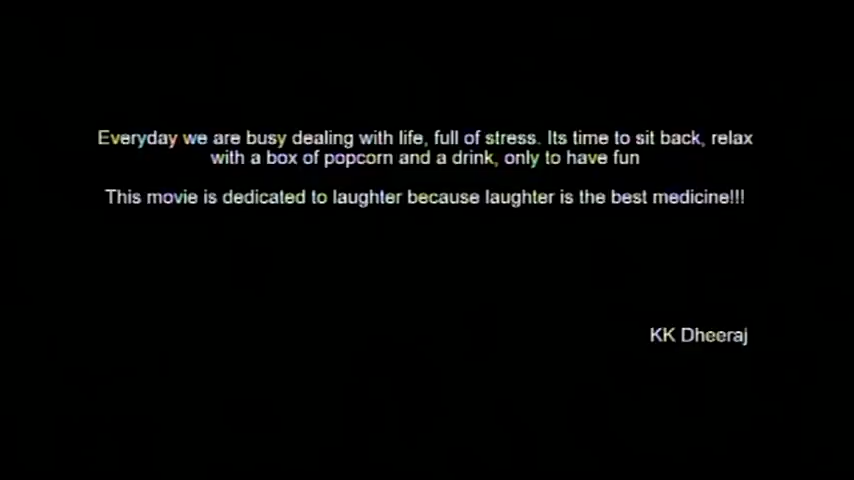 Everyday we are busy dealing with life, full of stress. Its time to sit back, relax
with a box of popcorn and a drink, only to have fun
This movie is dedicated to laughter because laughter is the best medicine!!!
KK Dheeraj